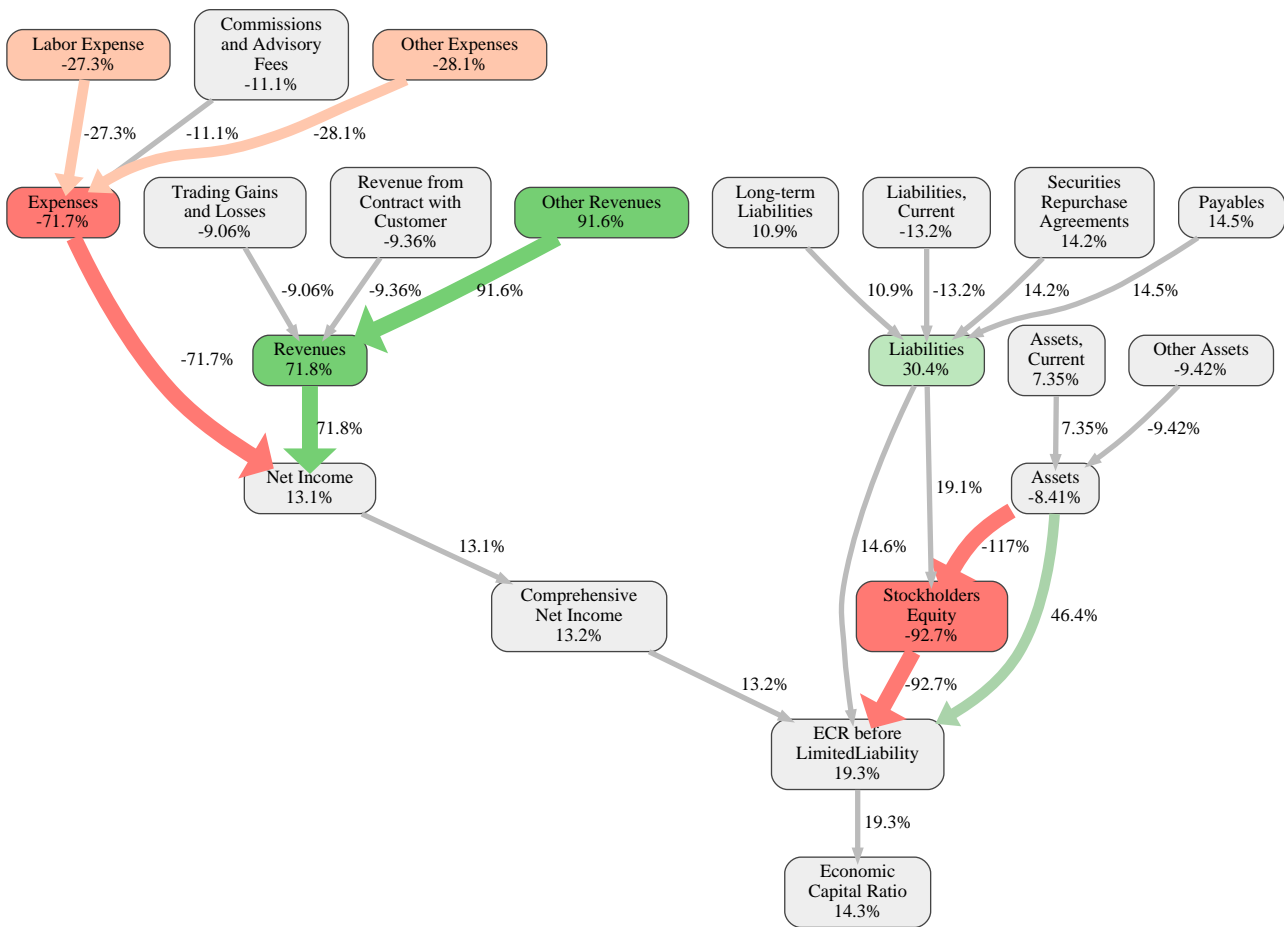 Labor Expense
-27.3%
Commissions
and Advisory
Fees
-11.1%
Other Expenses
-28.1%
-27.3%
-11.1%
-28.1%
Expenses
-71.7%
Trading Gains
and Losses
-9.06%
Revenue from
Contract with
Customer
-9.36%
Other Revenues
91.6%
Long-term
Liabilities
10.9%
Liabilities,
Current
-13.2%
Securities
Repurchase
Agreements
14.2%
Payables
14.5%
-9.06%
-9.36%
91.6%
10.9%
-13.2%
14.2%
14.5%
-71.7%
Revenues
71.8%
Liabilities
30.4%
Assets,
Current
7.35%
Other Assets
-9.42%
71.8%
7.35%
-9.42%
Net Income
13.1%
Assets
-8.41%
19.1%
13.1%
14.6%
-117%
Comprehensive
Net Income
13.2%
Stockholders
Equity
-92.7%
46.4%
13.2%
-92.7%
ECR before
LimitedLiability
19.3%
19.3%
Economic
Capital Ratio
14.3%